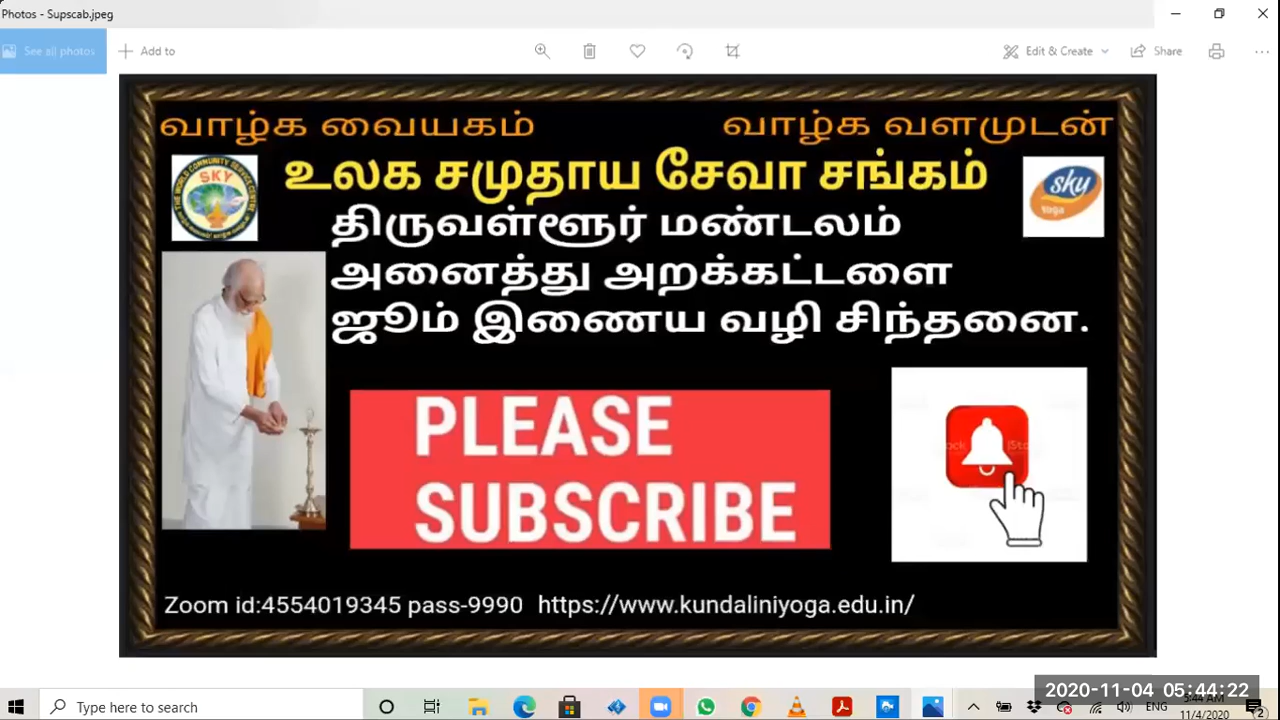 Photos - Supscab.jpeg
See all photos
Add to
Edit & Create
Share
வாழ்க வையகம் வாழ்க வளமுடன்
உலக சமுதாய சேவா சங்கம்
SKY
sky
Yoga
திருவள்ளூர் மண்டலம்
அனைத்து அறக்கட்டளை
ஜூம் இணைய வழி சிந்தனை.
PLEASE
SUBSCRIBE
Zoom id:4554019345 pass-9990 https://www.kundaliniyoga.edu.in/
2020-11-04 05:44:22
Type here to search
ENG
11/4/2020